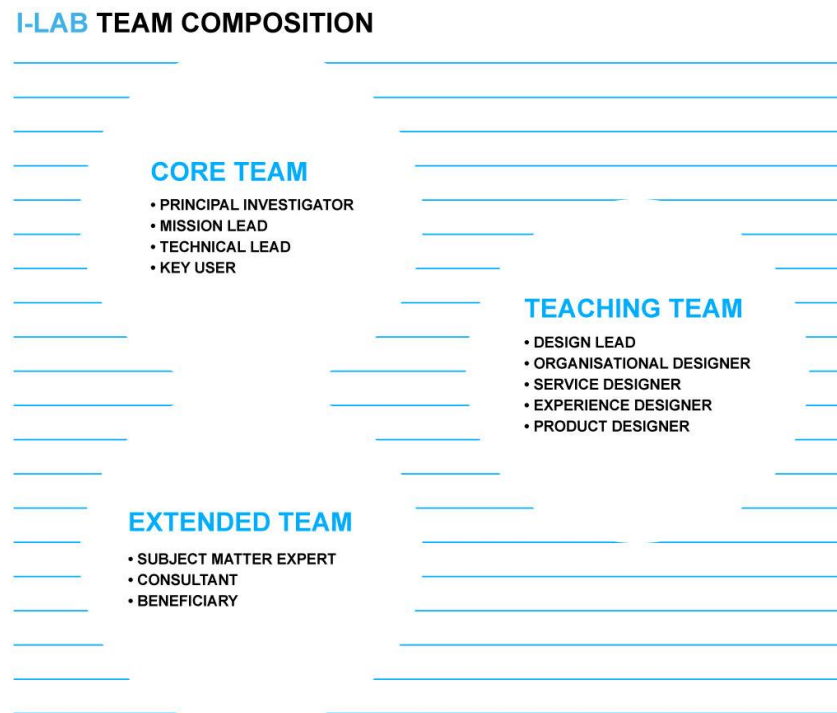 I-LAB TEAM COMPOSITION
CORE TEAM
• PRINCIPAL INVESTIGATOR
• MISSION LEAD
• TECHNICAL LEAD
• KEY USER
TEACHING TEAM
• DESIGN LEAD
• ORGANISATIONAL DESIGNER
• SERVICE DESIGNER
• EXPERIENCE DESIGNER
• PRODUCT DESIGNER
EXTENDED TEAM
• SUBJECT MATTER EXPERT
• CONSULTANT
• BENEFICIARY